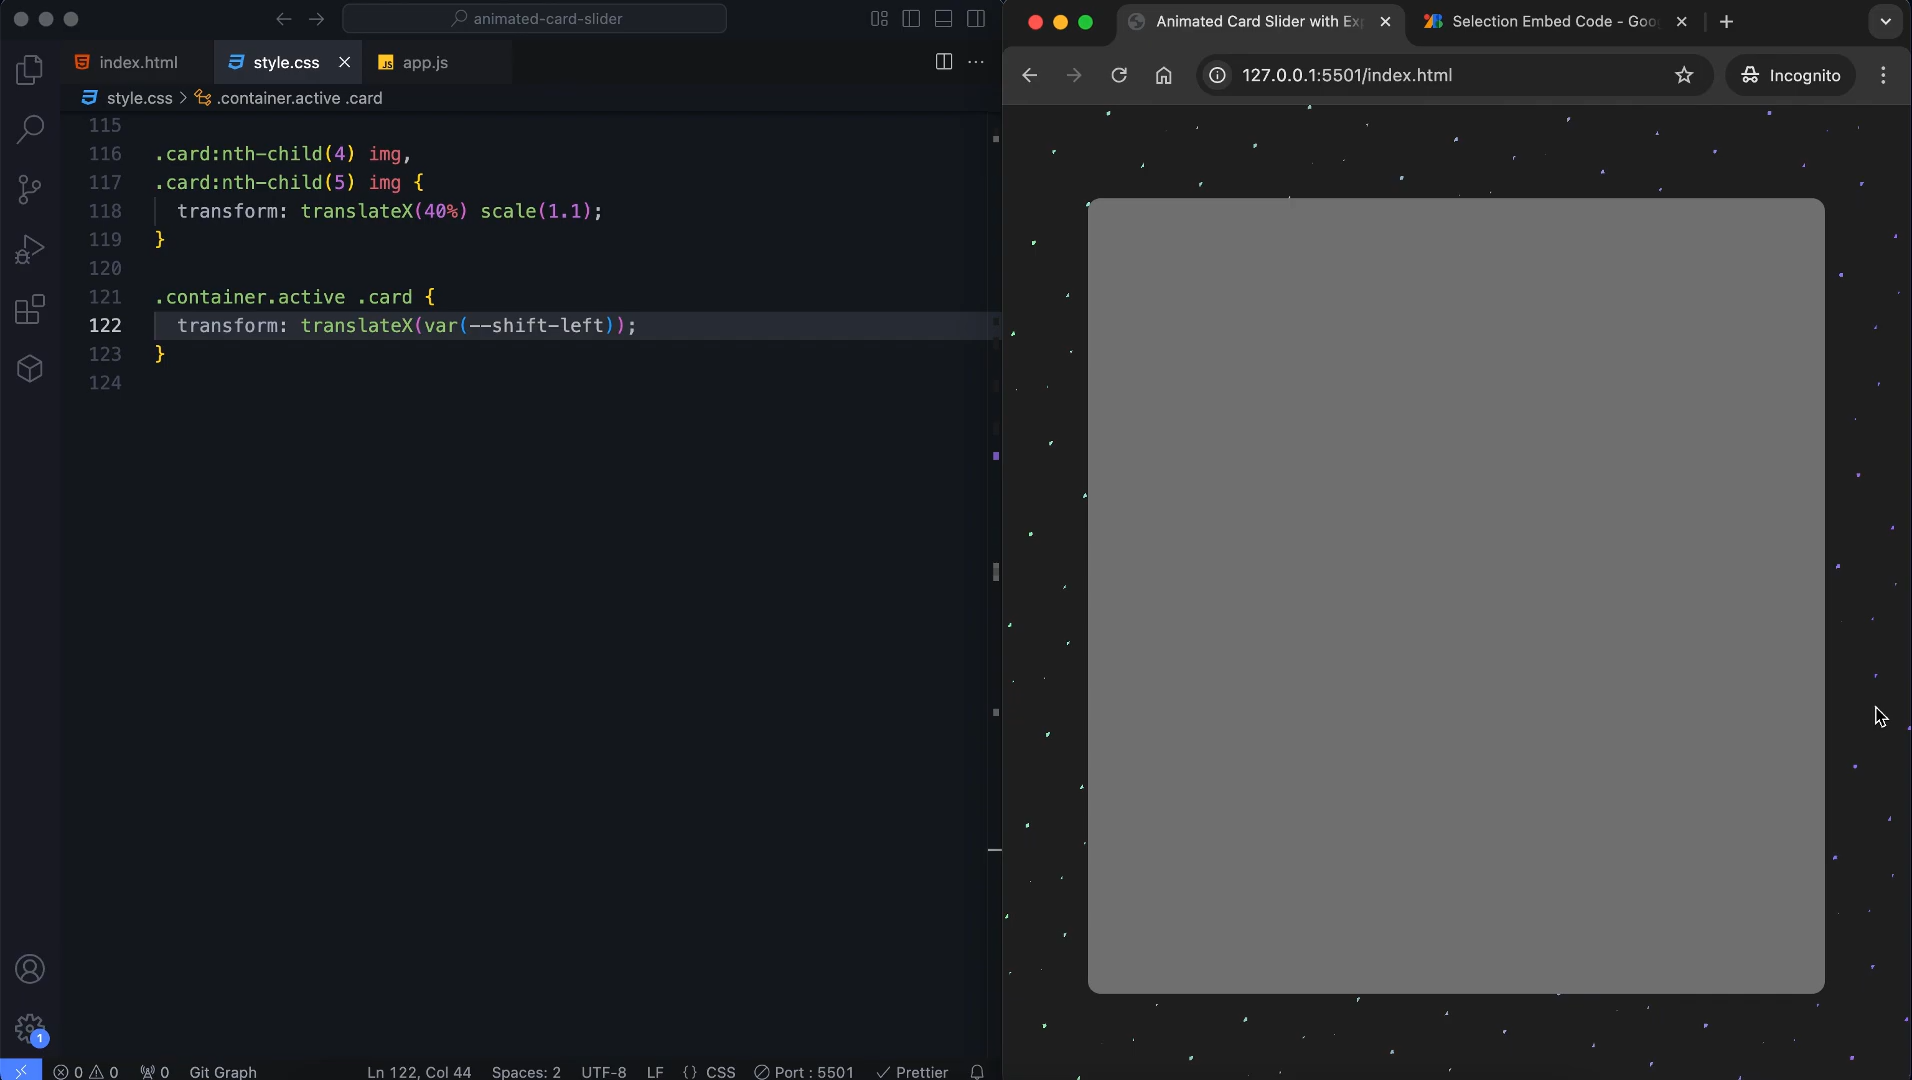 animated-card-slider
index.html
style.css
app.js
style.css > .container.active .card
115
116 .card:nth-child(4) img,
117 .card:nth-child(5) img {
118 transform: translateX(40%) scale(1.1);
119 }
120
121 .container.active .card {
122 transform: translateX(var(--shift-left));
123 }
124
1
0 0 0 Git Graph Ln 122, Col 44 Spaces: 2 UTF-8 LF {} CSS Port : 5501 Prettier
Animated Card Slider with Ex
Selection Embed Code - Goo
127.0.0.1:5501/index.html
Incognito